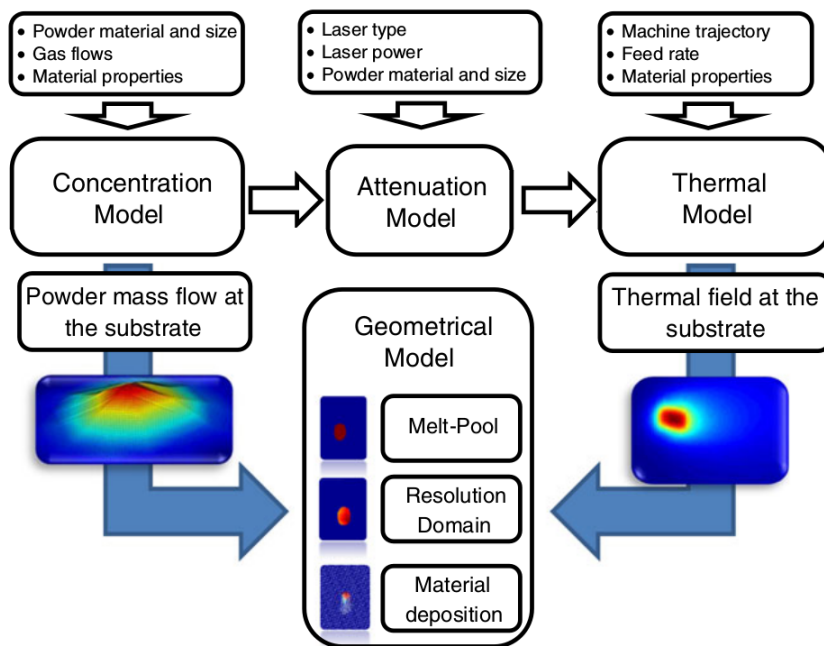 • Powder material and size
• Gas flows
• Material properties
• Laser type
• Laser power
• Powder material and size
• Machine trajectory
• Feed rate
• Material properties
Concentration
Model
Attenuation
Model
Thermal
Model
Powder mass flow at
the substrate
Thermal field at the
substrate
Geometrical
Model
Melt-Pool
Resolution
Domain
Material
deposition